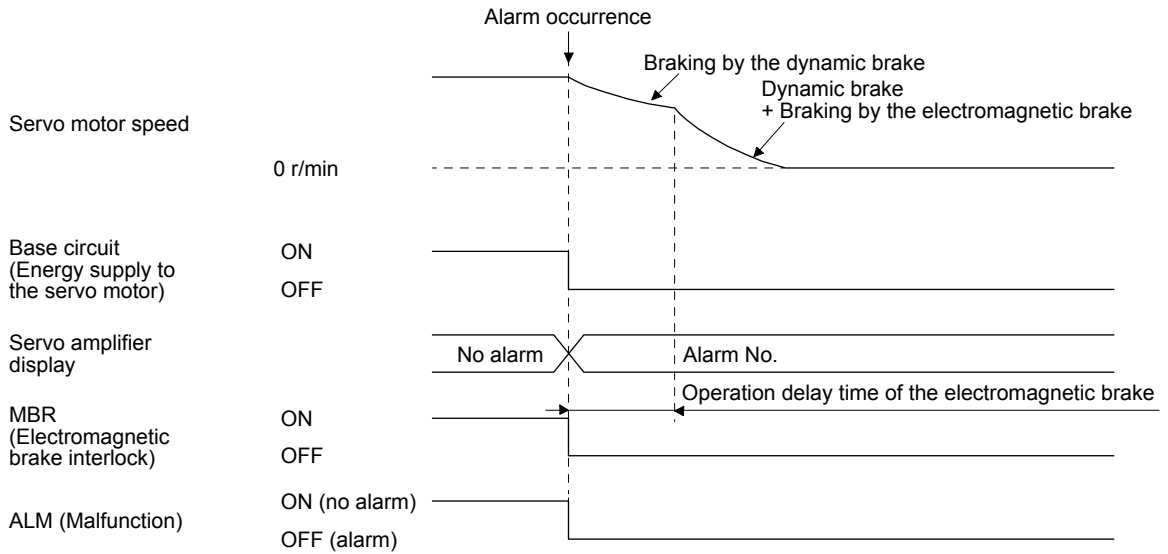 Alarm occurrence
Braking by the dynamic brake
Dynamic brake
+ Braking by the electromagnetic brake
Servo motor speed
0 r/min
Base circuit
(Energy supply to
the servo motor)
ON
OFF
Servo amplifier
display
No alarm
Alarm No.
Operation delay time of the electromagnetic brake
MBR
(Electromagnetic
brake interlock)
ON
OFF
ALM (Malfunction)
ON (no alarm)
OFF (alarm)